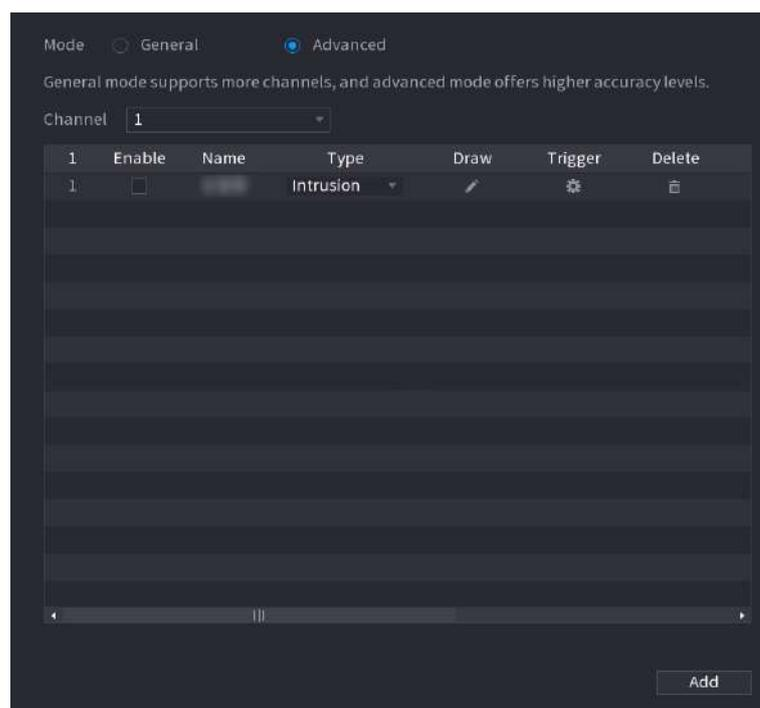 Mode General Advanced
General mode supports more channels, and advanced mode offers higher accuracy levels.
Channel 1
1 Enable Name Type Draw Trigger Delete
1 Intrusion
Add